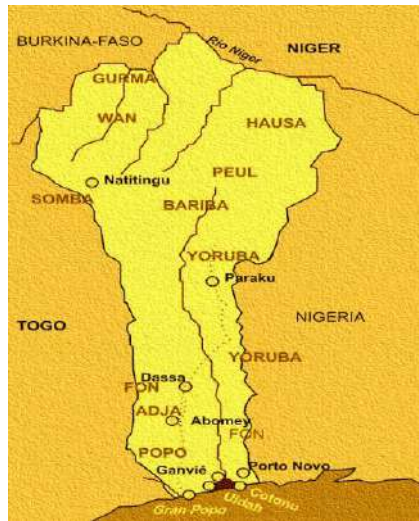 BURKINA-FASO
Rio Niger
NIGER
GURMA
WAN
HAUSA
PEUL
Natitingu
SOMBA
BARIBA
YORUBA
Paraku
TOGO
NIGERIA
YORUBA
Dassa
FON
ADJA
Abomey
FON
POPO
Ganvié
Porto Novo
Cotonu
Uidah
Gran Popo